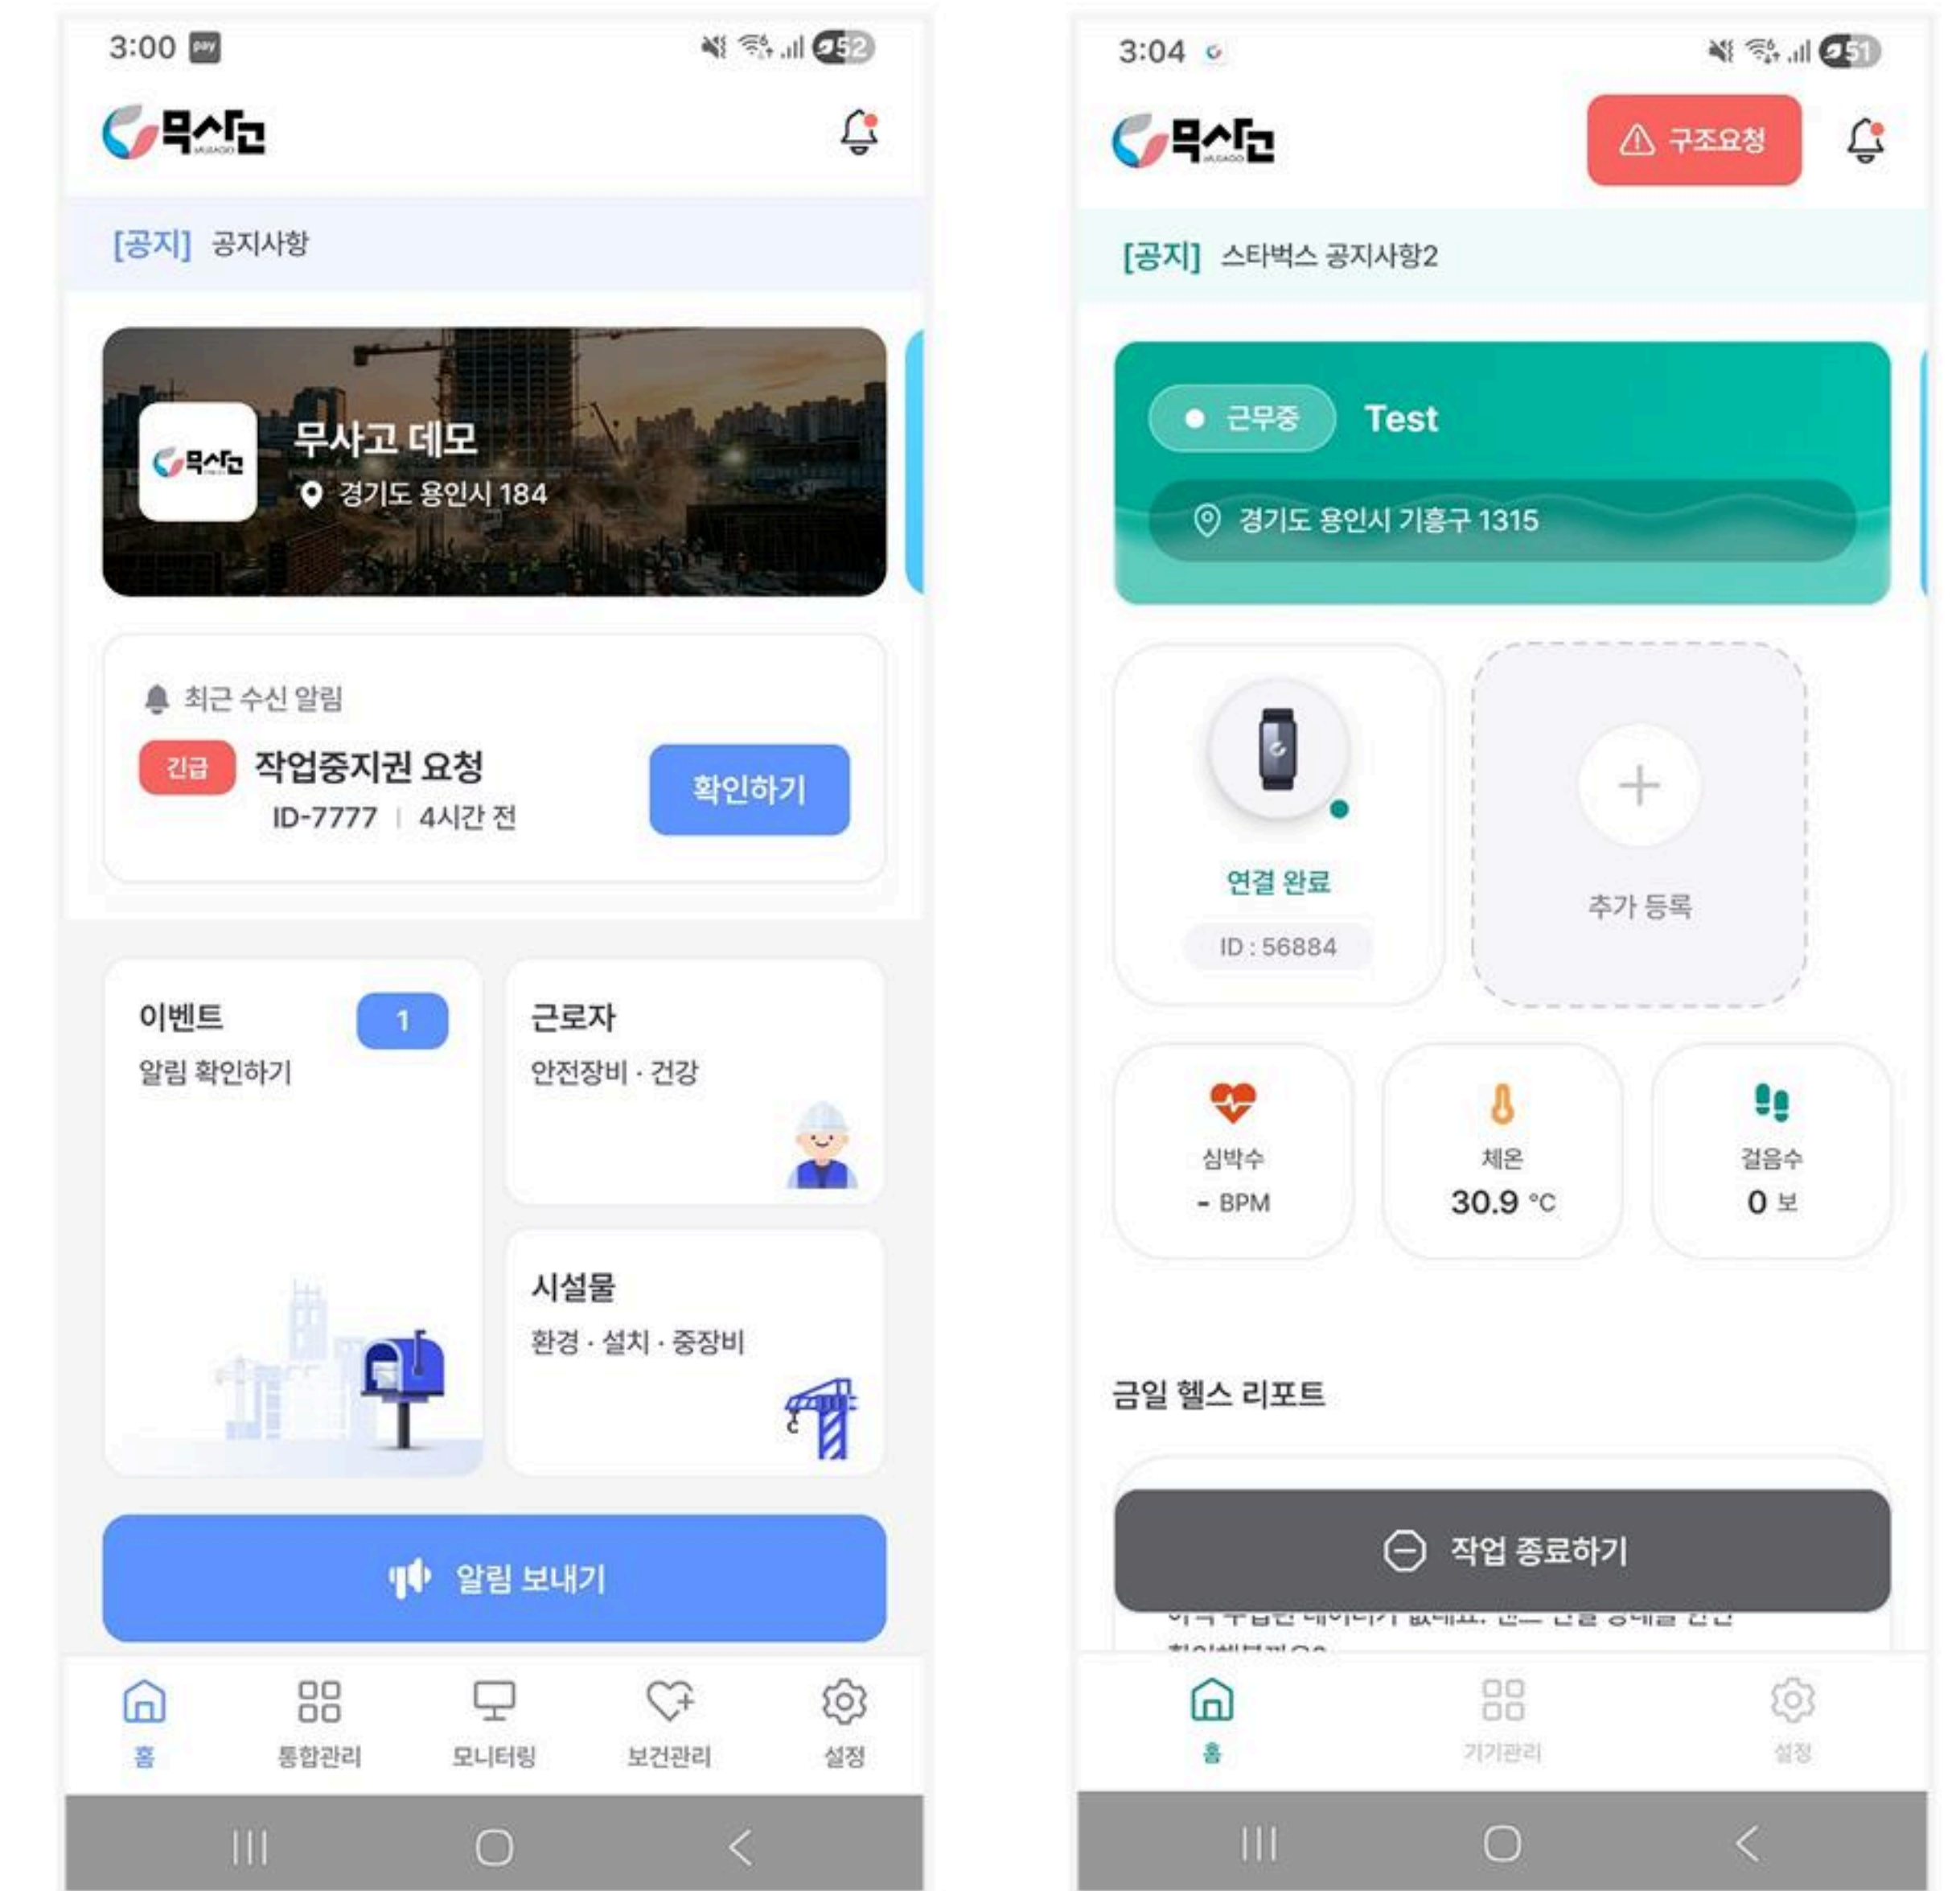 3:00 pay
52
무사고
MUSAGO
[공지] 공지사항
무사고
무사고 데모
경기도 용인시 184
최근 수신 알림
긴급 작업중지권 요청
ID-7777 | 4시간 전
확인하기
이벤트 1
알림 확인하기
근로자
안전장비 · 건강
시설물
환경 · 설치 · 중장비
알림 보내기
홈 통합관리 모니터링 보건관리 설정
3:04
51
무사고
MUSAGO
구조요청
[공지] 스타벅스 공지사항2
근무중 Test
경기도 용인시 기흥구 1315
연결 완료
ID : 56884
추가 등록
심박수 체온 걸음수
- BPM 30.9 °C 0 보
금일 헬스 리포트
작업 종료하기
홈 기기관리 설정